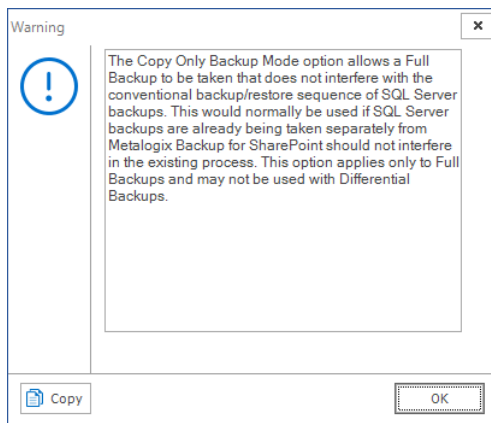 Warning
The Copy Only Backup Mode option allows a Full
Backup to be taken that does not interfere with the
conventional backup/restore sequence of SQL Server
backups. This would normally be used if SQL Server
backups are already being taken separately from
Metalogix Backup for SharePoint should not interfere
in the existing process. This option applies only to Full
Backups and may not be used with Differential
Backups.
Copy
OK